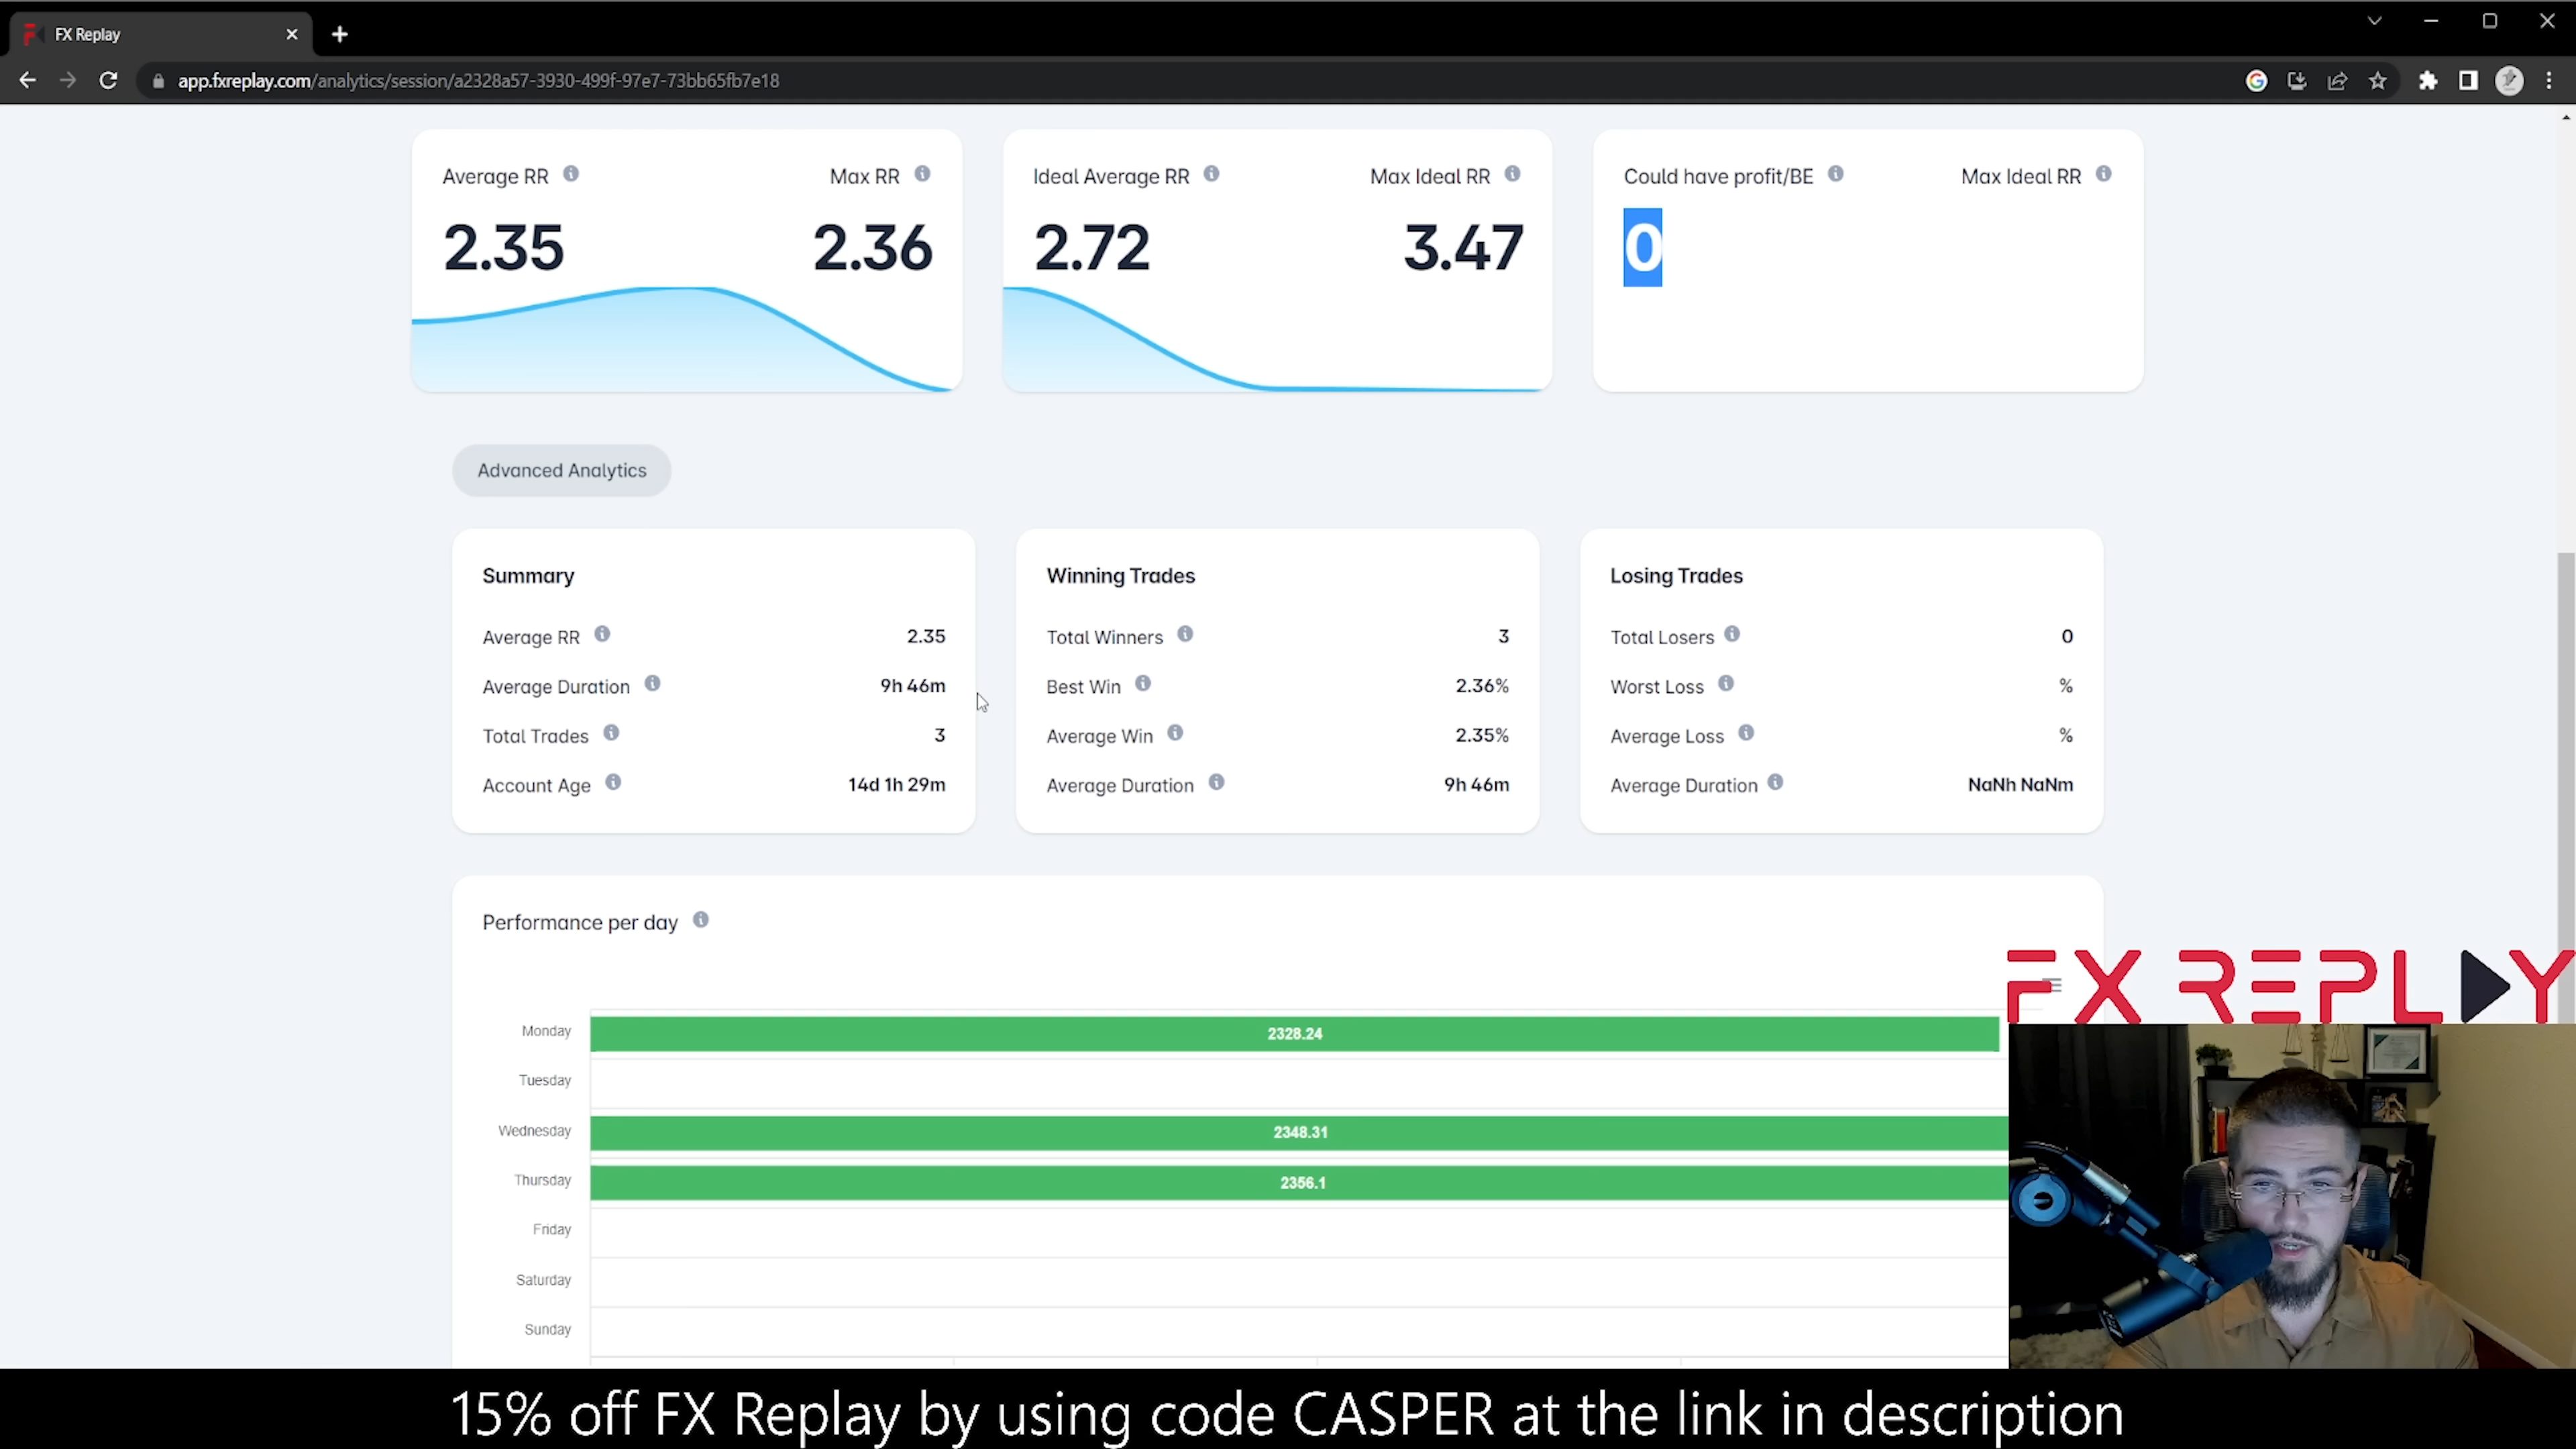 FX Replay
app.fxreplay.com/analytics/session/a2328a57-3930-499f-97e7-73bb65fb7e18
Average RR Max RR
2.35 2.36
Ideal Average RR Max Ideal RR
2.72 3.47
Could have profit/BE Max Ideal RR
0
Advanced Analytics
Summary
Average RR 2.35
Average Duration 9h 46m
Total Trades 3
Account Age 14d 1h 29m
Winning Trades
Total Winners 3
Best Win 2.36%
Average Win 2.35%
Average Duration 9h 46m
Losing Trades
Total Losers 0
Worst Loss %
Average Loss %
Average Duration NaNh NaNm
Performance per day
FX REPLAY
Monday 2328.24
Tuesday
Wednesday 2348.31
Thursday 2356.1
Friday
Saturday
Sunday
15% off FX Replay by using code CASPER at the link in description